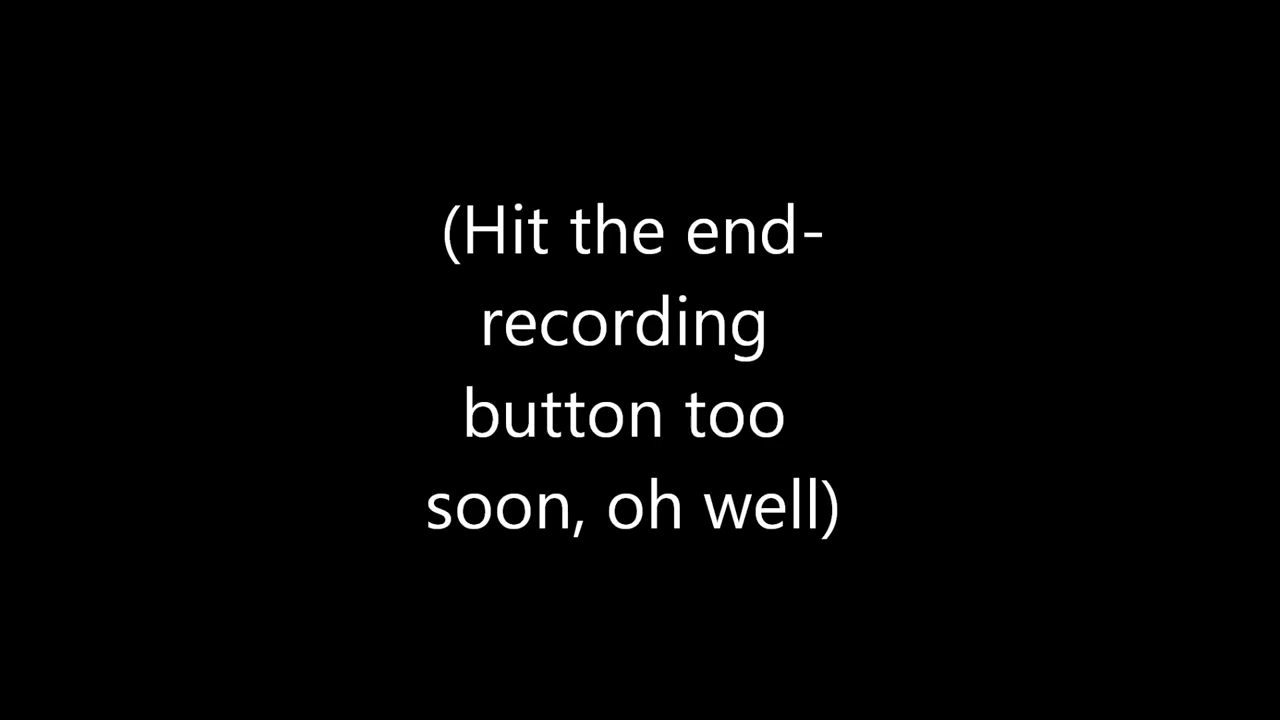 (Hit the end-
recording
button too
soon, oh well)